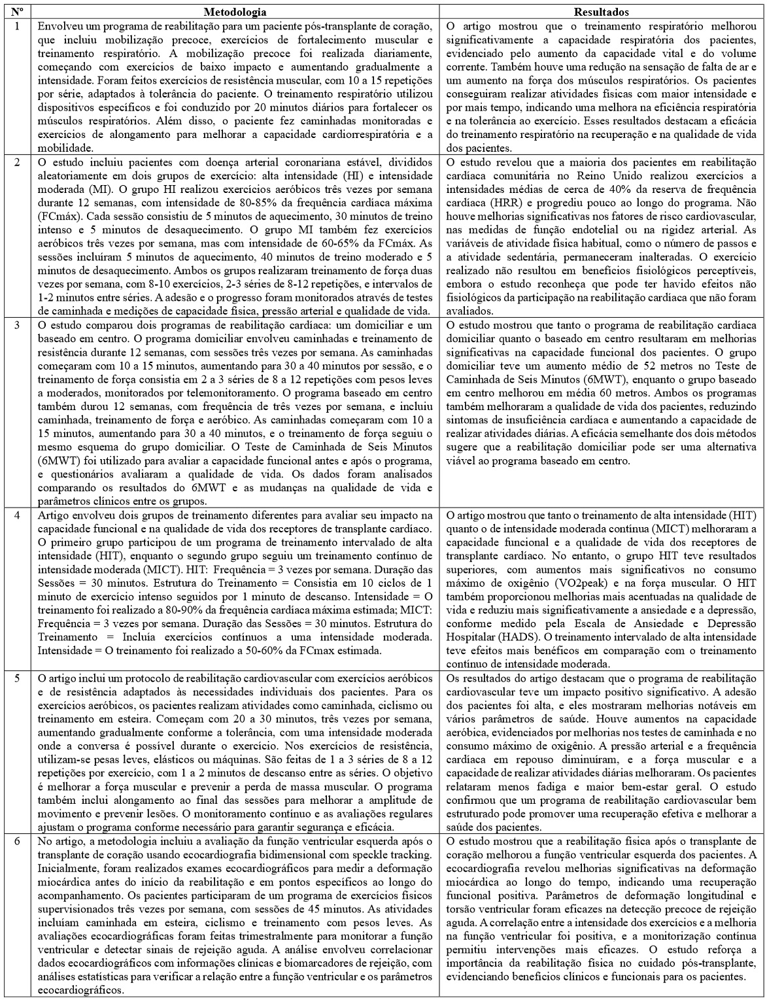 Nº Metodologia Resultados
1
Envolveu um programa de reabilitação para um paciente pós-transplante de coração,
que incluiu mobilização precoce, exercícios de fortalecimento muscular e
treinamento respiratório. A mobilização precoce foi realizada diariamente,
começando com exercícios de baixo impacto e aumentando gradualmente a
intensidade. Foram feitos exercícios de resistência muscular, com 10 a 15 repetições
por série, adaptados à tolerância do paciente. O treinamento respiratório utilizou
dispositivos específicos e foi conduzido por 20 minutos diários para fortalecer os
músculos respiratórios. Além disso, o paciente fez caminhadas monitoradas e
exercícios de alongamento para melhorar a capacidade cardiorrespiratória e a
mobilidade.
O artigo mostrou que o treinamento respiratório melhorou
significativamente a capacidade respiratória dos pacientes,
evidenciado pelo aumento da capacidade vital e do volume
corrente. Também houve uma redução na sensação de falta de ar e
um aumento na força dos músculos respiratórios. Os pacientes
conseguiram realizar atividades físicas com maior intensidade e
por mais tempo, indicando uma melhora na eficiência respiratória
e na tolerância ao exercício. Esses resultados destacam a eficácia
do treinamento respiratório na recuperação e na qualidade de vida
dos pacientes.
2
O estudo incluiu pacientes com doença arterial coronariana estável, divididos
aleatoriamente em dois grupos de exercício: alta intensidade (HI) e intensidade
moderada (MI). O grupo HI realizou exercícios aeróbicos três vezes por semana
durante 12 semanas, com intensidade de 80-85% da frequência cardíaca máxima
(FCmáx). Cada sessão consistiu de 5 minutos de aquecimento, 30 minutos de treino
intenso e 5 minutos de desaquecimento. O grupo MI também fez exercícios
aeróbicos três vezes por semana, mas com intensidade de 60-65% da FCmáx. As
sessões incluíram 5 minutos de aquecimento, 40 minutos de treino moderado e 5
minutos de desaquecimento. Ambos os grupos realizaram treinamento de força duas
vezes por semana, com 8-10 exercícios, 2-3 séries de 8-12 repetições, e intervalos de
1-2 minutos entre séries. A adesão e o progresso foram monitorados através de testes
de caminhada e medições de capacidade física, pressão arterial e qualidade de vida.
O estudo revelou que a maioria dos pacientes em reabilitação
cardíaca comunitária no Reino Unido realizou exercícios a
intensidades médias de cerca de 40% da reserva de frequência
cardíaca (HRR) e progrediu pouco ao longo do programa. Não
houve melhorias significativas nos fatores de risco cardiovascular,
nas medidas de função endotelial ou na rigidez arterial. As
variáveis de atividade física habitual, como o número de passos e
a atividade sedentária, permaneceram inalteradas. O exercício
realizado não resultou em benefícios fisiológicos perceptíveis,
embora o estudo reconheça que pode ter havido efeitos não
fisiológicos da participação na reabilitação cardíaca que não foram
avaliados.
3
O estudo comparou dois programas de reabilitação cardíaca: um domiciliar e um
baseado em centro. O programa domiciliar envolveu caminhadas e treinamento de
resistência durante 12 semanas, com sessões três vezes por semana. As caminhadas
começaram com 10 a 15 minutos, aumentando para 30 a 40 minutos por sessão, e o
treinamento de força consistia em 2 a 3 séries de 8 a 12 repetições com pesos leves
a moderados, monitorados por telemonitoramento. O programa baseado em centro
também durou 12 semanas, com frequência de três vezes por semana, e incluiu
caminhada, treinamento de força e aeróbico. As caminhadas começaram com 10 a
15 minutos, aumentando para 30 a 40 minutos, e o treinamento de força seguiu o
mesmo esquema do grupo domiciliar. O Teste de Caminhada de Seis Minutos
(6MWT) foi utilizado para avaliar a capacidade funcional antes e após o programa,
e questionários avaliaram a qualidade de vida. Os dados foram analisados
comparando os resultados do 6MWT e as mudanças na qualidade de vida e
parâmetros clínicos entre os grupos.
O estudo mostrou que tanto o programa de reabilitação cardíaca
domiciliar quanto o baseado em centro resultaram em melhorias
significativas na capacidade funcional dos pacientes. O grupo
domiciliar teve um aumento médio de 52 metros no Teste de
Caminhada de Seis Minutos (6MWT), enquanto o grupo baseado
em centro melhorou em média 60 metros. Ambos os programas
também melhoraram a qualidade de vida dos pacientes, reduzindo
sintomas de insuficiência cardíaca e aumentando a capacidade de
realizar atividades diárias. A eficácia semelhante dos dois métodos
sugere que a reabilitação domiciliar pode ser uma alternativa
viável ao programa baseado em centro.
4
Artigo envolveu dois grupos de treinamento diferentes para avaliar seu impacto na
capacidade funcional e na qualidade de vida dos receptores de transplante cardíaco.
O primeiro grupo participou de um programa de treinamento intervalado de alta
intensidade (HIT), enquanto o segundo grupo seguiu um treinamento contínuo de
intensidade moderada (MICT). HIT: Frequência = 3 vezes por semana. Duração das
Sessões = 30 minutos. Estrutura do Treinamento = Consistia em 10 ciclos de 1
minuto de exercício intenso seguidos por 1 minuto de descanso. Intensidade = O
treinamento foi realizado a 80-90% da frequência cardíaca máxima estimada; MICT:
Frequência = 3 vezes por semana. Duração das Sessões = 30 minutos. Estrutura do
Treinamento = Incluía exercícios contínuos a uma intensidade moderada.
Intensidade = O treinamento foi realizado a 50-60% da FCmax estimada.
O artigo mostrou que tanto o treinamento de alta intensidade (HIT)
quanto o de intensidade moderada contínua (MICT) melhoraram a
capacidade funcional e a qualidade de vida dos receptores de
transplante cardíaco. No entanto, o grupo HIT teve resultados
superiores, com aumentos mais significativos no consumo
máximo de oxigênio (VO2peak) e na força muscular. O HIT
também proporcionou melhorias mais acentuadas na qualidade de
vida e reduziu mais significativamente a ansiedade e a depressão,
conforme medido pela Escala de Ansiedade e Depressão
Hospitalar (HADS). O treinamento intervalado de alta intensidade
teve efeitos mais benéficos em comparação com o treinamento
contínuo de intensidade moderada.
5
O artigo inclui um protocolo de reabilitação cardiovascular com exercícios aeróbicos
e de resistência adaptados às necessidades individuais dos pacientes. Para os
exercícios aeróbicos, os pacientes realizam atividades como caminhada, ciclismo ou
treinamento em esteira. Começam com 20 a 30 minutos, três vezes por semana,
aumentando gradualmente conforme a tolerância, com uma intensidade moderada
onde a conversa é possível durante o exercício. Nos exercícios de resistência,
utilizam-se pesas leves, elásticos ou máquinas. São feitas de 1 a 3 séries de 8 a 12
repetições por exercício, com 1 a 2 minutos de descanso entre as séries. O objetivo
é melhorar a força muscular e prevenir a perda de massa muscular. O programa
também inclui alongamento ao final das sessões para melhorar a amplitude de
movimento e prevenir lesões. O monitoramento contínuo e as avaliações regulares
ajustam o programa conforme necessário para garantir segurança e eficácia.
Os resultados do artigo destacam que o programa de reabilitação
cardiovascular teve um impacto positivo significativo. A adesão
dos pacientes foi alta, e eles mostraram melhorias notáveis em
vários parâmetros de saúde. Houve aumentos na capacidade
aeróbica, evidenciados por melhorias nos testes de caminhada e no
consumo máximo de oxigênio. A pressão arterial e a frequência
cardíaca em repouso diminuíram, e a força muscular e a
capacidade de realizar atividades diárias melhoraram. Os pacientes
relataram menos fadiga e maior bem-estar geral. O estudo
confirmou que um programa de reabilitação cardiovascular bem
estruturado pode promover uma recuperação efetiva e melhorar a
saúde dos pacientes.
6
No artigo, a metodologia incluiu a avaliação da função ventricular esquerda após o
transplante de coração usando ecocardiografia bidimensional com speckle tracking.
Inicialmente, foram realizados exames ecocardiográficos para medir a deformação
miocárdica antes do início da reabilitação e em pontos específicos ao longo do
acompanhamento. Os pacientes participaram de um programa de exercícios físicos
supervisionados três vezes por semana, com sessões de 45 minutos. As atividades
incluíam caminhada em esteira, ciclismo e treinamento com pesos leves. As
avaliações ecocardiográficas foram feitas trimestralmente para monitorar a função
ventricular e detectar sinais de rejeição aguda. A análise envolveu correlacionar
dados ecocardiográficos com informações clínicas e biomarcadores de rejeição, com
análises estatísticas para verificar a relação entre a função ventricular e os parâmetros
ecocardiográficos.
O estudo mostrou que a reabilitação física após o transplante de
coração melhorou a função ventricular esquerda dos pacientes. A
ecocardiografia revelou melhorias significativas na deformação
miocárdica ao longo do tempo, indicando uma recuperação
funcional positiva. Parâmetros de deformação longitudinal e
torsão ventricular foram eficazes na detecção precoce de rejeição
aguda. A correlação entre a intensidade dos exercícios e a melhoria
na função ventricular foi positiva, e a monitorização contínua
permitiu intervenções mais eficazes. O estudo reforça a
importância da reabilitação física no cuidado pós-transplante,
evidenciando benefícios clínicos e funcionais para os pacientes.